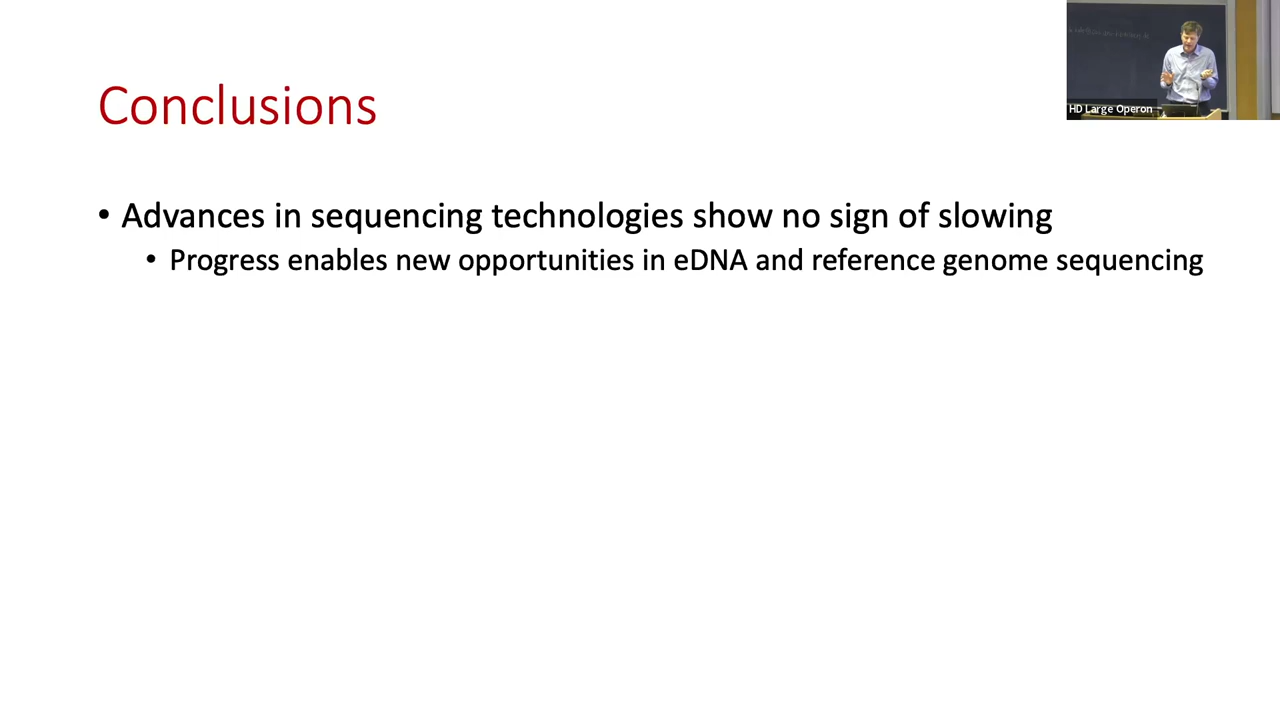 Conclusions
• Advances in sequencing technologies show no sign of slowing
• Progress enables new opportunities in eDNA and reference genome sequencing
HD Large Operon